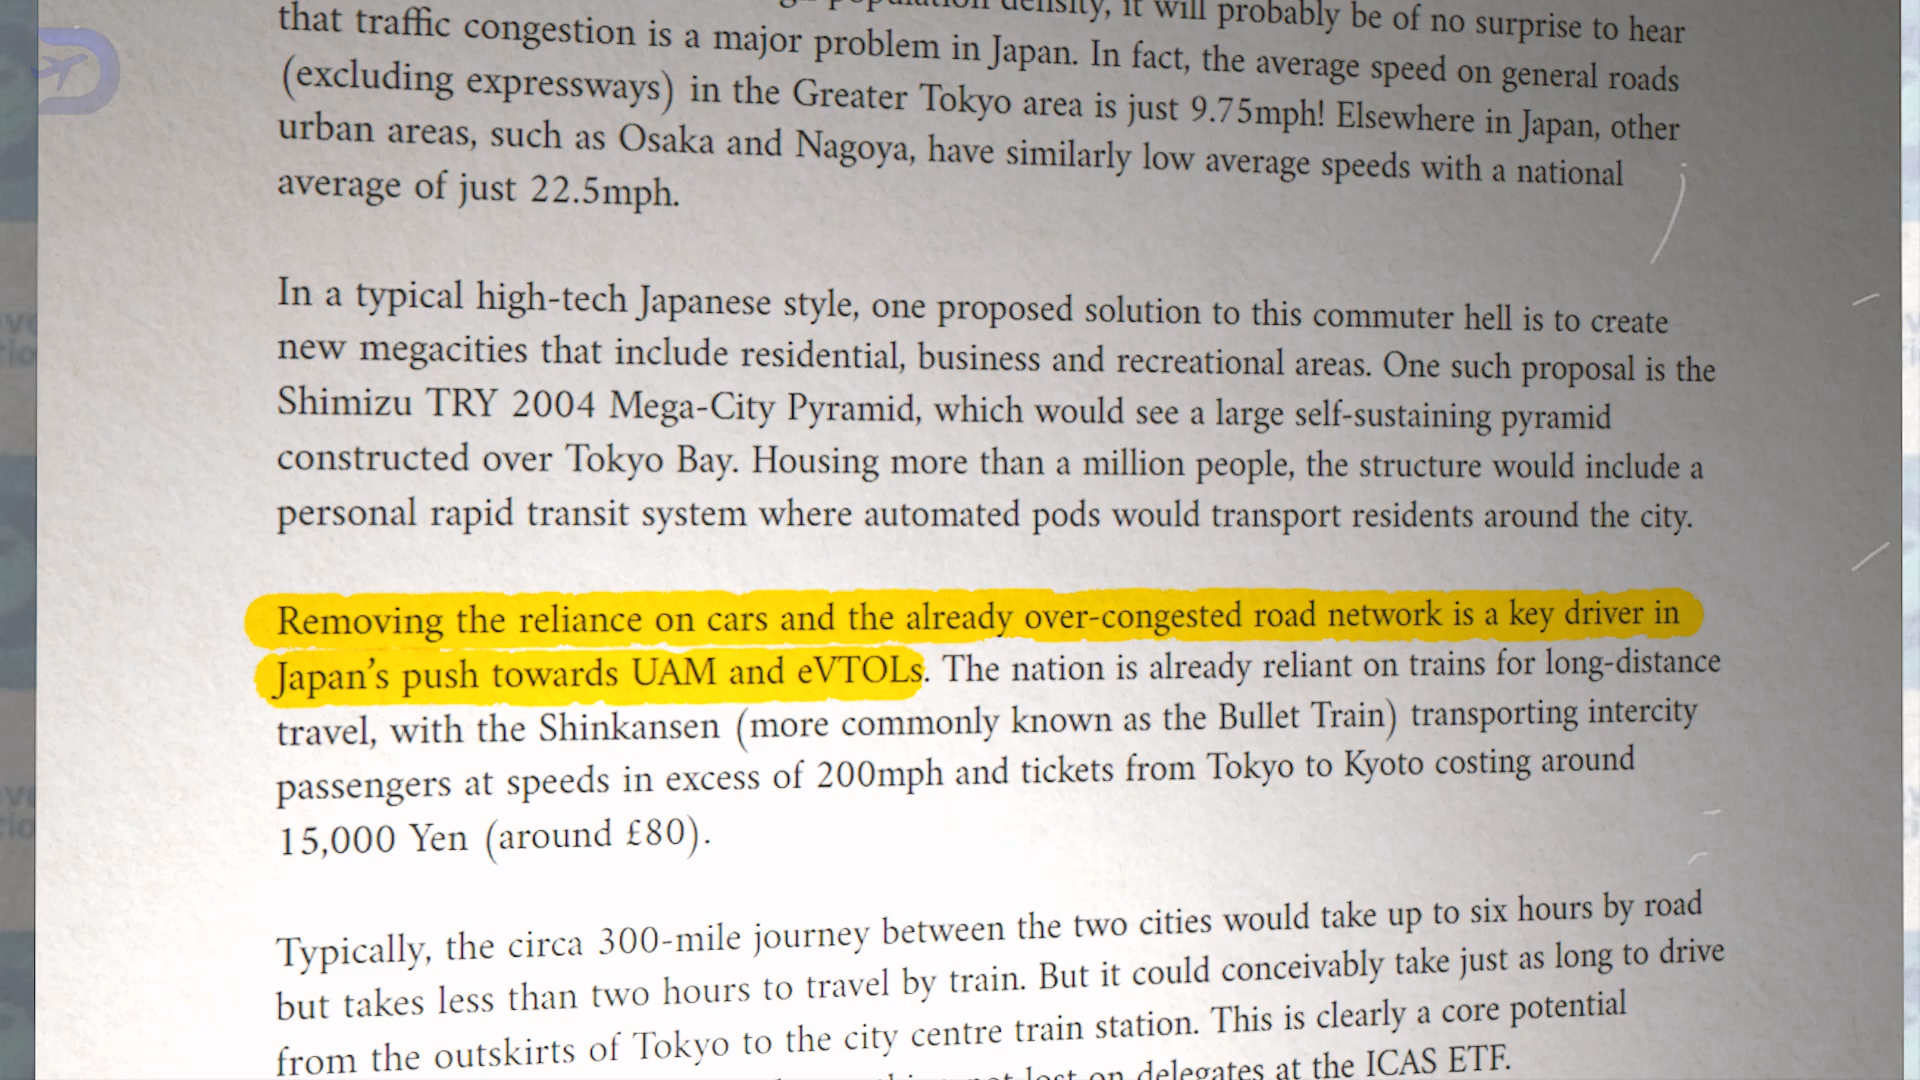 density, it will probably be of no surprise to hear
that traffic congestion is a major problem in Japan. In fact, the average speed on general roads
(excluding expressways) in the Greater Tokyo area is just 9.75mph! Elsewhere in Japan, other
urban areas, such as Osaka and Nagoya, have similarly low average speeds with a national
average of just 22.5mph.
In a typical high-tech Japanese style, one proposed solution to this commuter hell is to create
new megacities that include residential, business and recreational areas. One such proposal is the
Shimizu TRY 2004 Mega-City Pyramid, which would see a large self-sustaining pyramid
constructed over Tokyo Bay. Housing more than a million people, the structure would include a
personal rapid transit system where automated pods would transport residents around the city.
Removing the reliance on cars and the already over-congested road network is a key driver in
Japan's push towards UAM and eVTOLs. The nation is already reliant on trains for long-distance
travel, with the Shinkansen (more commonly known as the Bullet Train) transporting intercity
passengers at speeds in excess of 200mph and tickets from Tokyo to Kyoto costing around
15,000 Yen (around £80).
Typically, the circa 300-mile journey between the two cities would take up to six hours by road
but takes less than two hours to travel by train. But it could conceivably take just as long to drive
from the outskirts of Tokyo to the city centre train station. This is clearly a core potential
lost on delegates at the ICAS ETF.